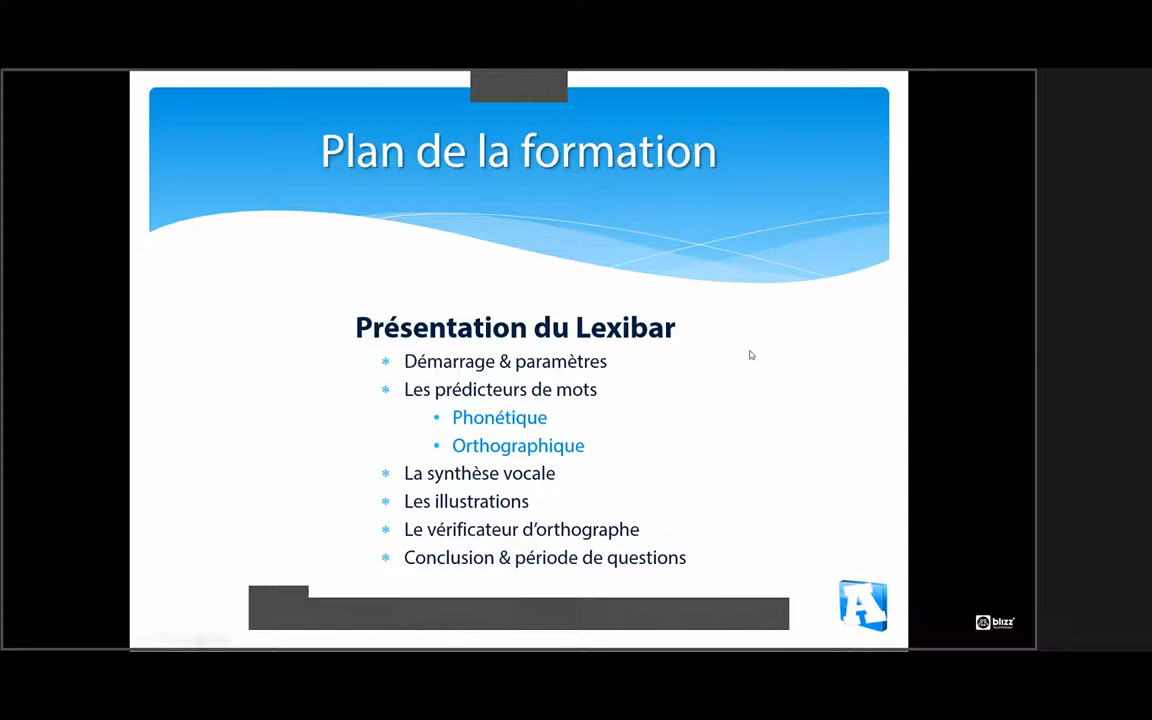 Plan de la formation
Présentation du Lexibar
* Démarrage & paramètres
* Les prédicteurs de mots
• Phonétique
• Orthographique
* La synthèse vocale
* Les illustrations
* Le vérificateur d'orthographe
* Conclusion & période de questions
A
blizz